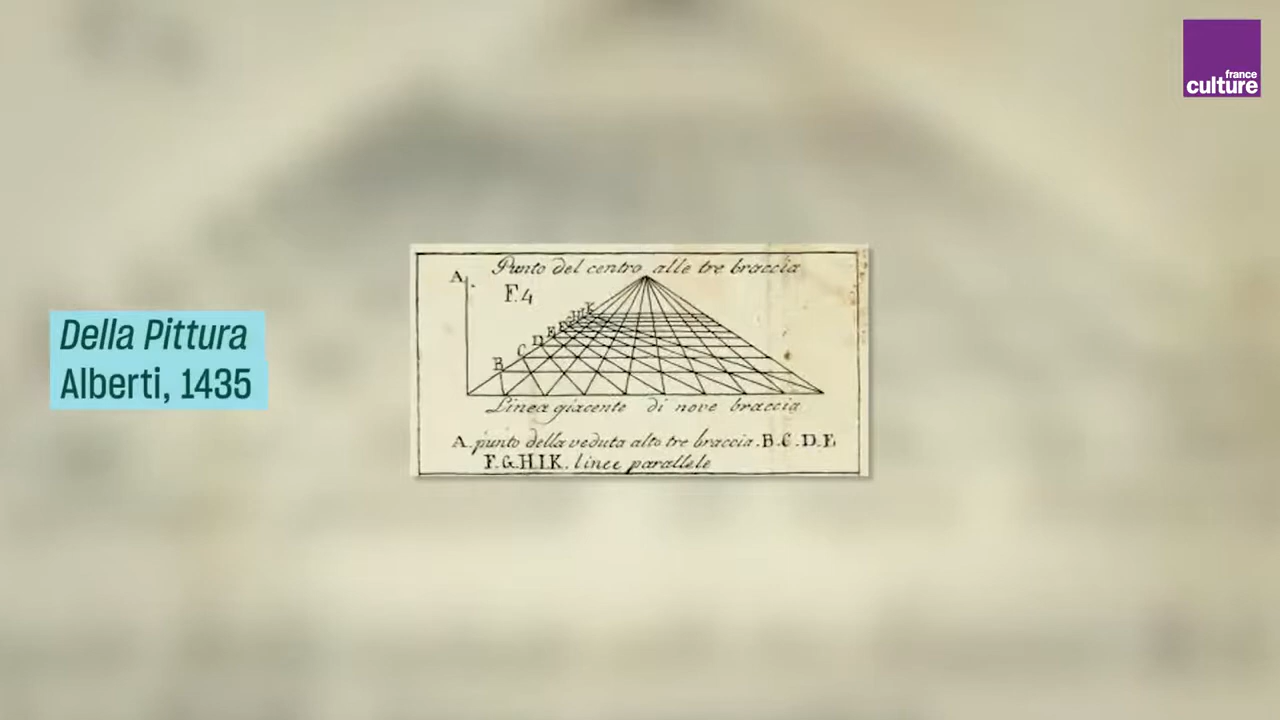 france
culture
Della Pittura
Alberti, 1435
A
Punto del centro alle tre braccia
F.4
B
C
D
E
F
G
H
I
K
Linea giacente di nove braccia
A. punto della veduta alto tre braccia. B.C.D.E
F.G.H.I.K. linee parallele